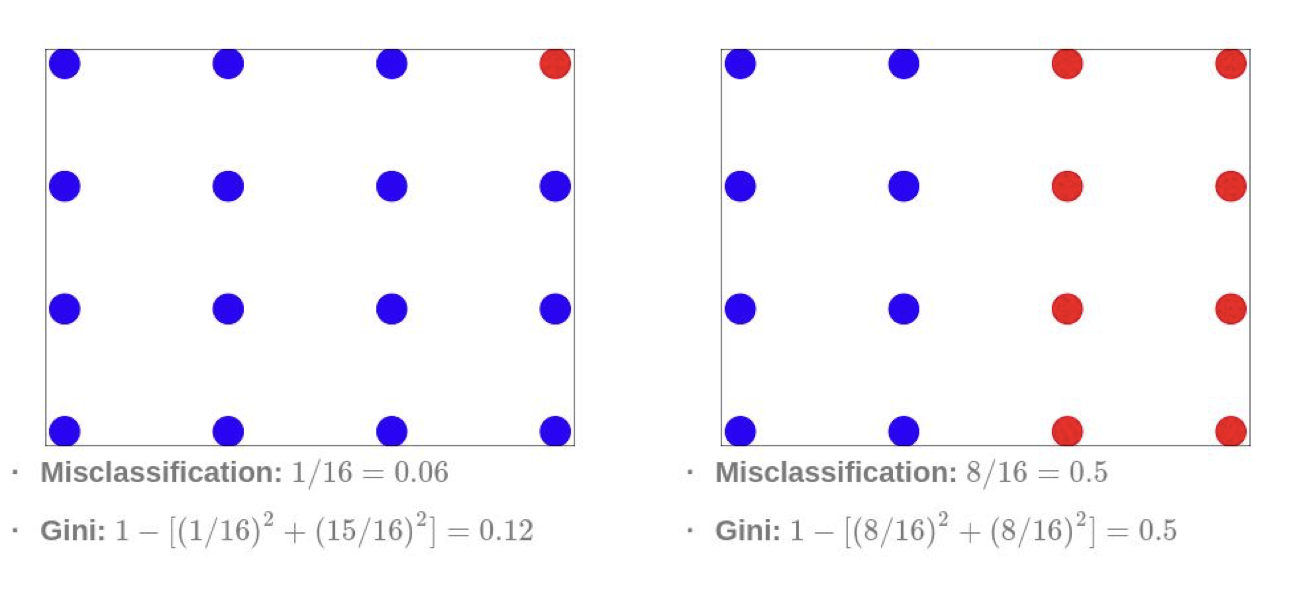 · Misclassification: 1/16 = 0.06
· Gini: 1 − [(1/16)² + (15/16)²] = 0.12
· Misclassification: 8/16 = 0.5
· Gini: 1 − [(8/16)² + (8/16)²] = 0.5